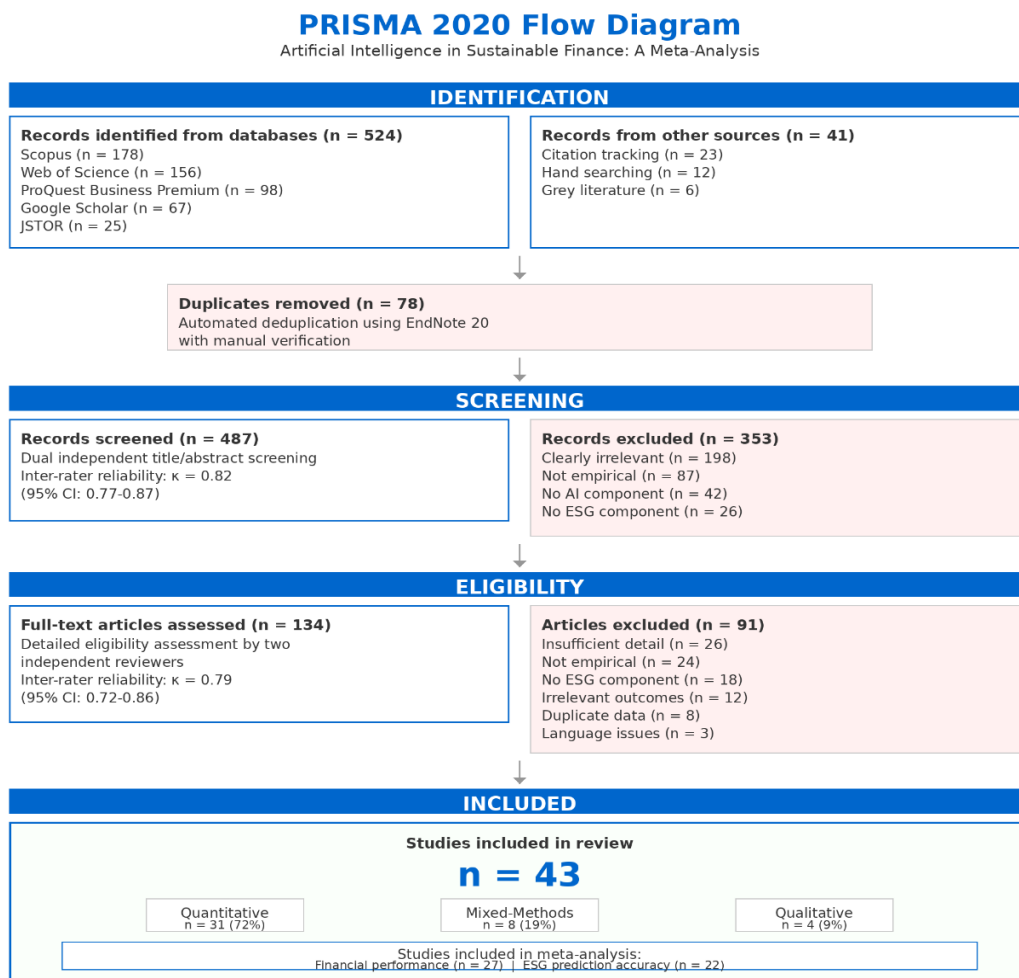 PRISMA 2020 Flow Diagram
Artificial Intelligence in Sustainable Finance: A Meta-Analysis
IDENTIFICATION
Records identified from databases (n = 524)
Scopus (n = 178)
Web of Science (n = 156)
ProQuest Business Premium (n = 98)
Google Scholar (n = 67)
JSTOR (n = 25)
Records from other sources (n = 41)
Citation tracking (n = 23)
Hand searching (n = 12)
Grey literature (n = 6)
Duplicates removed (n = 78)
Automated deduplication using EndNote 20
with manual verification
SCREENING
Records screened (n = 487)
Dual independent title/abstract screening
Inter-rater reliability: κ = 0.82
(95% CI: 0.77-0.87)
Records excluded (n = 353)
Clearly irrelevant (n = 198)
Not empirical (n = 87)
No AI component (n = 42)
No ESG component (n = 26)
ELIGIBILITY
Full-text articles assessed (n = 134)
Detailed eligibility assessment by two
independent reviewers
Inter-rater reliability: κ = 0.79
(95% CI: 0.72-0.86)
Articles excluded (n = 91)
Insufficient detail (n = 26)
Not empirical (n = 24)
No ESG component (n = 18)
Irrelevant outcomes (n = 12)
Duplicate data (n = 8)
Language issues (n = 3)
INCLUDED
Studies included in review
n = 43
Quantitative
n = 31 (72%)
Mixed-Methods
n = 8 (19%)
Qualitative
n = 4 (9%)
Studies included in meta-analysis:
Financial performance (n = 27) | ESG prediction accuracy (n = 22)